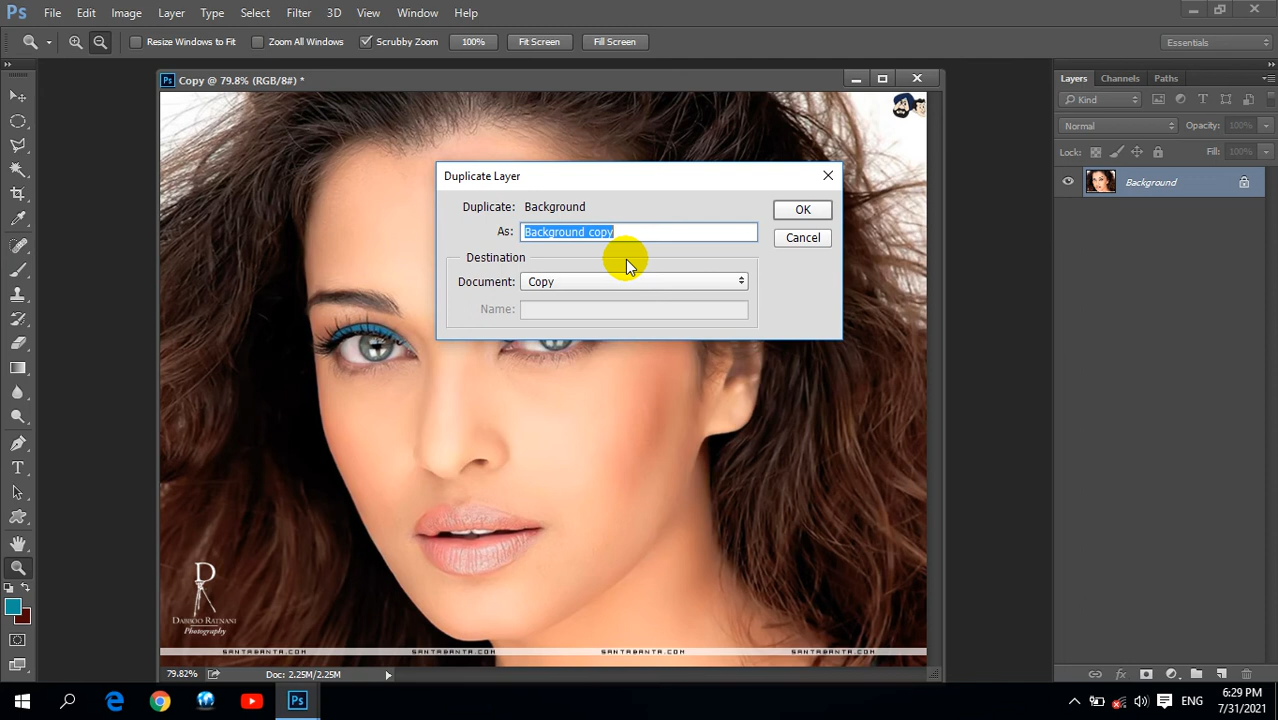 Ps File Edit Image Layer Type Select Filter 3D View Window Help
Resize Windows to Fit Zoom All Windows Scrubby Zoom 100% Fit Screen Fill Screen Essentials
Ps Copy @ 79.8% (RGB/8#) *
Layers Channels Paths
Kind
Normal Opacity: 100%
Lock: Fill: 100%
Background
Duplicate Layer
Duplicate: Background
As: Background copy
OK
Cancel
Destination
Document: Copy
Name:
DR
DABBOO RATNANI
Photography
SANTABANTA.COM SANTABANTA.COM SANTABANTA.COM SANTABANTA.COM
79.82% Doc: 2.25M/2.25M
fx
Ps ENG 6:29 PM
7/31/2021